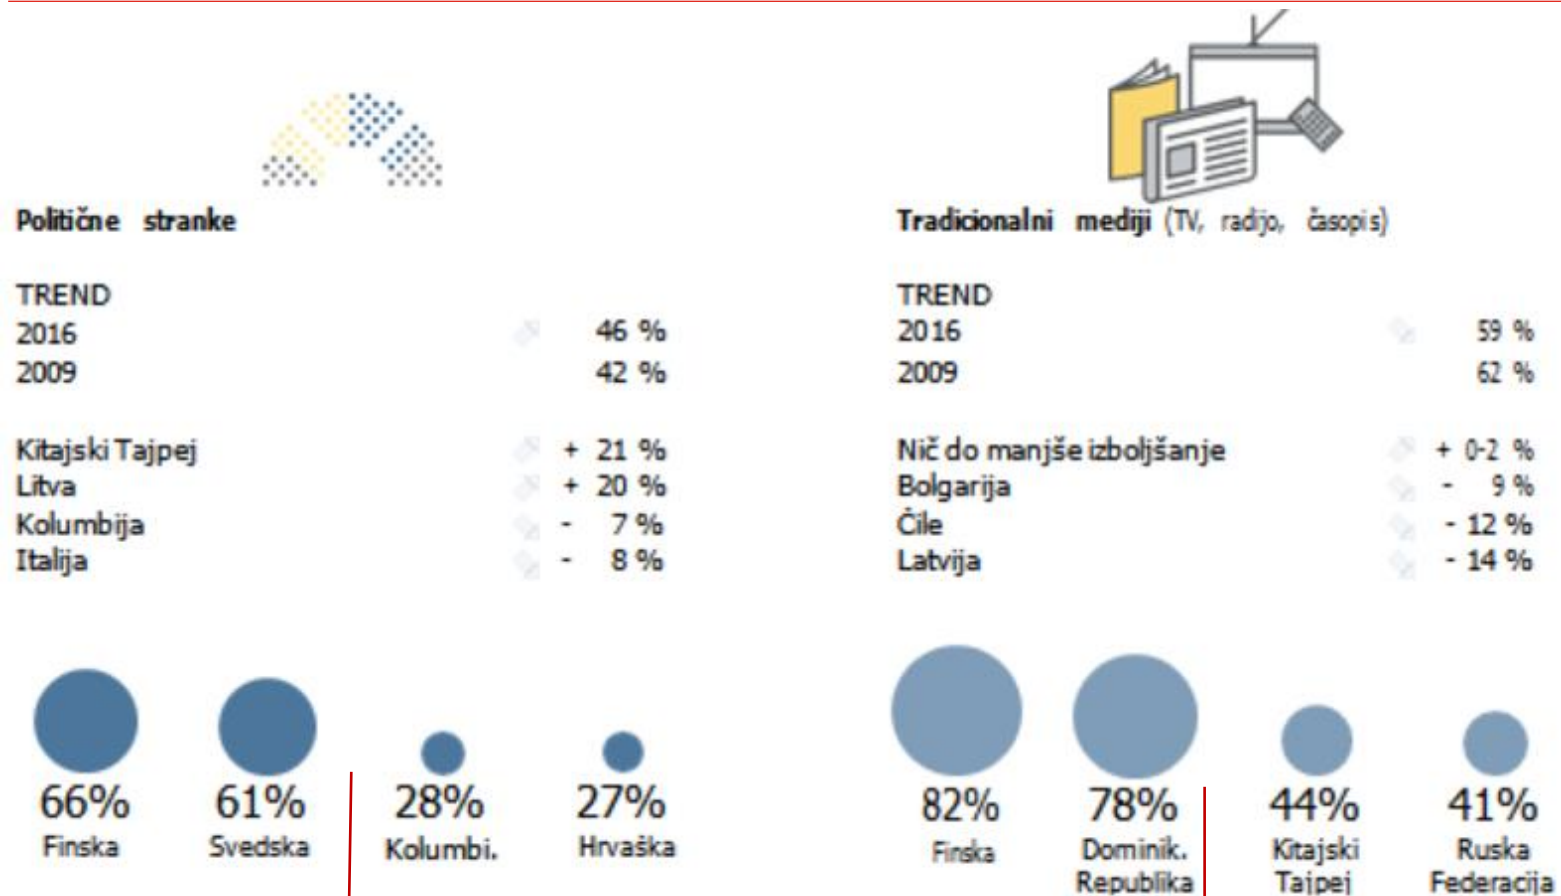 Politične stranke
TREND
2016 46 %
2009 42 %
Kitajski Tajpej + 21 %
Litva + 20 %
Kolumbija - 7 %
Italija - 8 %
66% 61% 28% 27%
Finska Svedska Kolumbi. Hrvaška
Tradicionalni mediji (TV, radijo, časopis)
TREND
2016 59 %
2009 62 %
Nič do manjše izboljšanje + 0-2 %
Bolgarija - 9 %
Čile - 12 %
Latvija - 14 %
82% 78% 44% 41%
Finska Dominik. Kitajski Ruska
Republika Tajpej Federacija